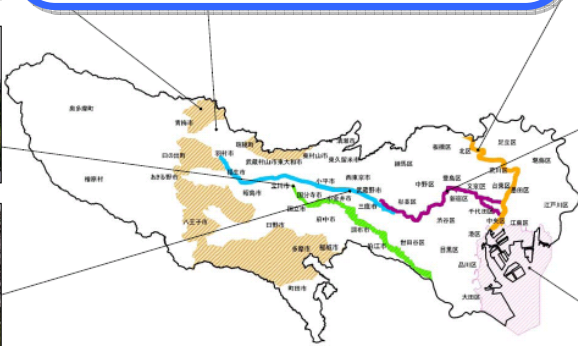 奥多摩町
青梅市
羽村市
瑞穂町
日の出町
あきる野市
檜原村
福生市
昭島市
八王子市
武蔵村山市
東大和市
東村山市
清瀬市
東久留米市
小平市
西東京市
立川市
国分寺市
小金井市
武蔵野市
三鷹市
国立市
府中市
調布市
狛江市
日野市
多摩市
稲城市
町田市
練馬区
板橋区
北区
足立区
葛飾区
荒川区
豊島区
文京区
台東区
墨田区
中野区
杉並区
新宿区
千代田区
中央区
江東区
江戸川区
渋谷区
港区
世田谷区
目黒区
品川区
大田区